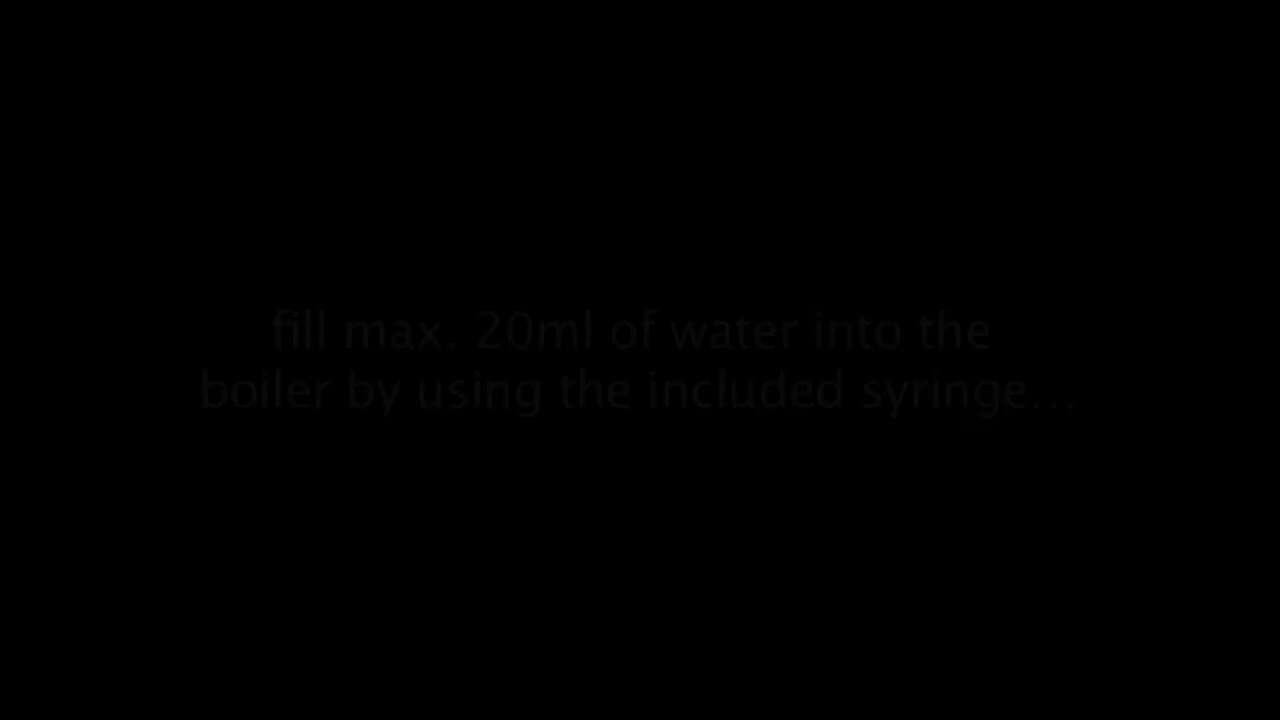 fill max. 20ml of water into the
boiler by using the included syringe...